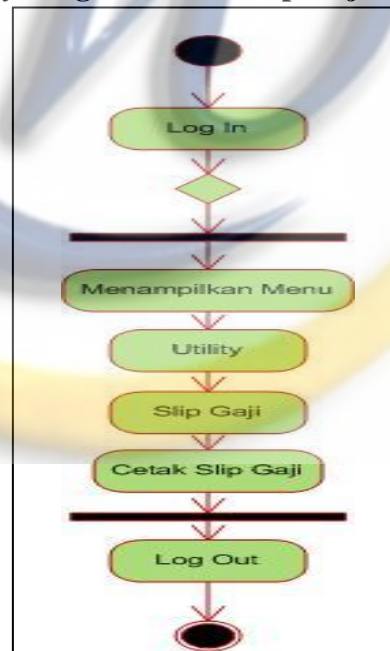 Log In
Menampilkan Menu
Utility
Slip Gaji
Cetak Slip Gaji
Log Out